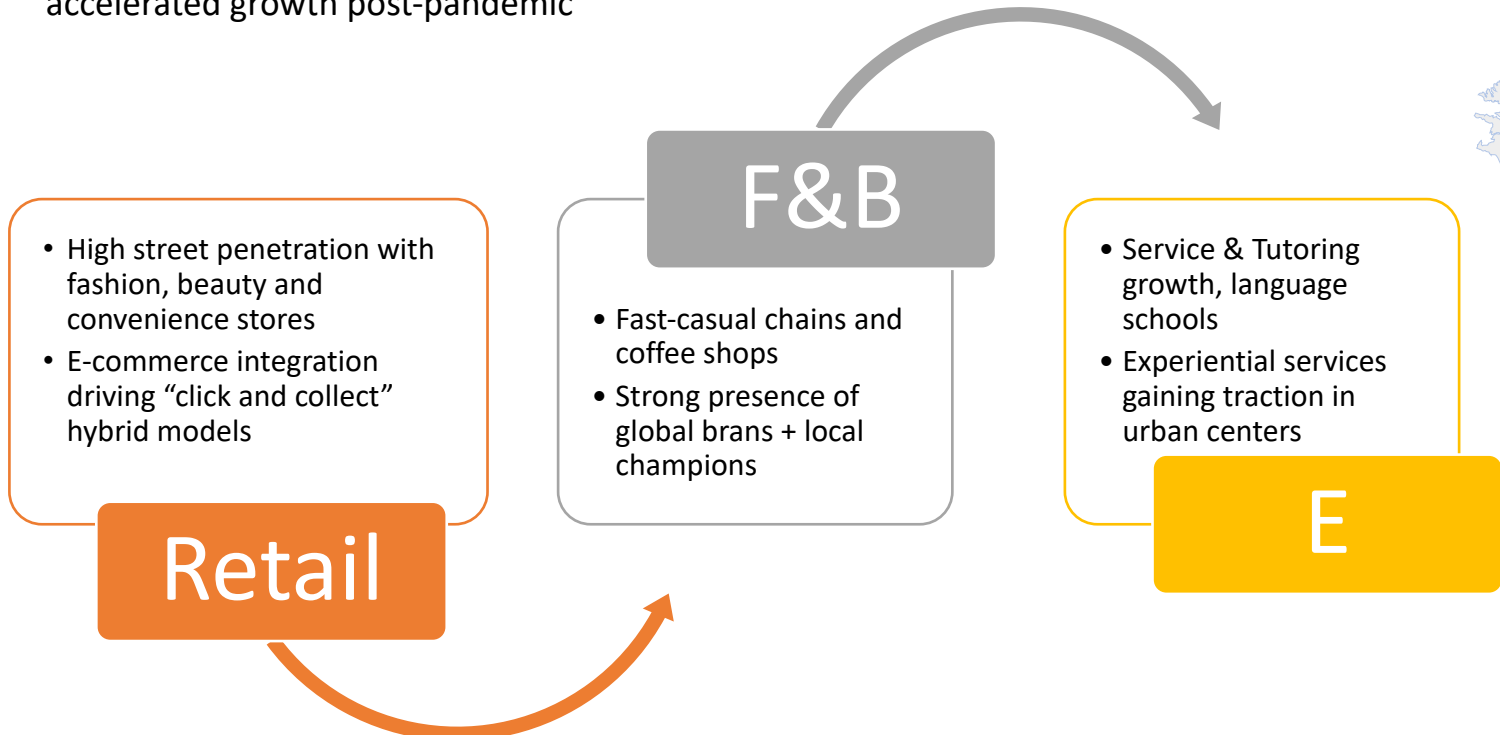 accelerated growth post-pandemic
• High street penetration with
fashion, beauty and
convenience stores
• E-commerce integration
driving “click and collect”
hybrid models
Retail
F&B
• Fast-casual chains and
coffee shops
• Strong presence of
global brans + local
champions
• Service & Tutoring
growth, language
schools
• Experiential services
gaining traction in
urban centers
E